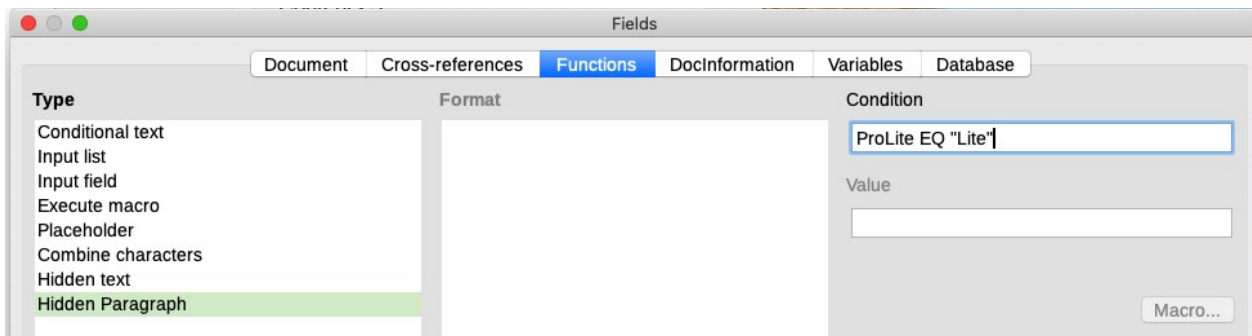 Fields
Document Cross-references Functions DocInformation Variables Database
Type Format Condition
Conditional text
ProLite EQ "Lite"
Input list
Input field
Value
Execute macro
Placeholder
Combine characters
Hidden text
Hidden Paragraph
Macro...